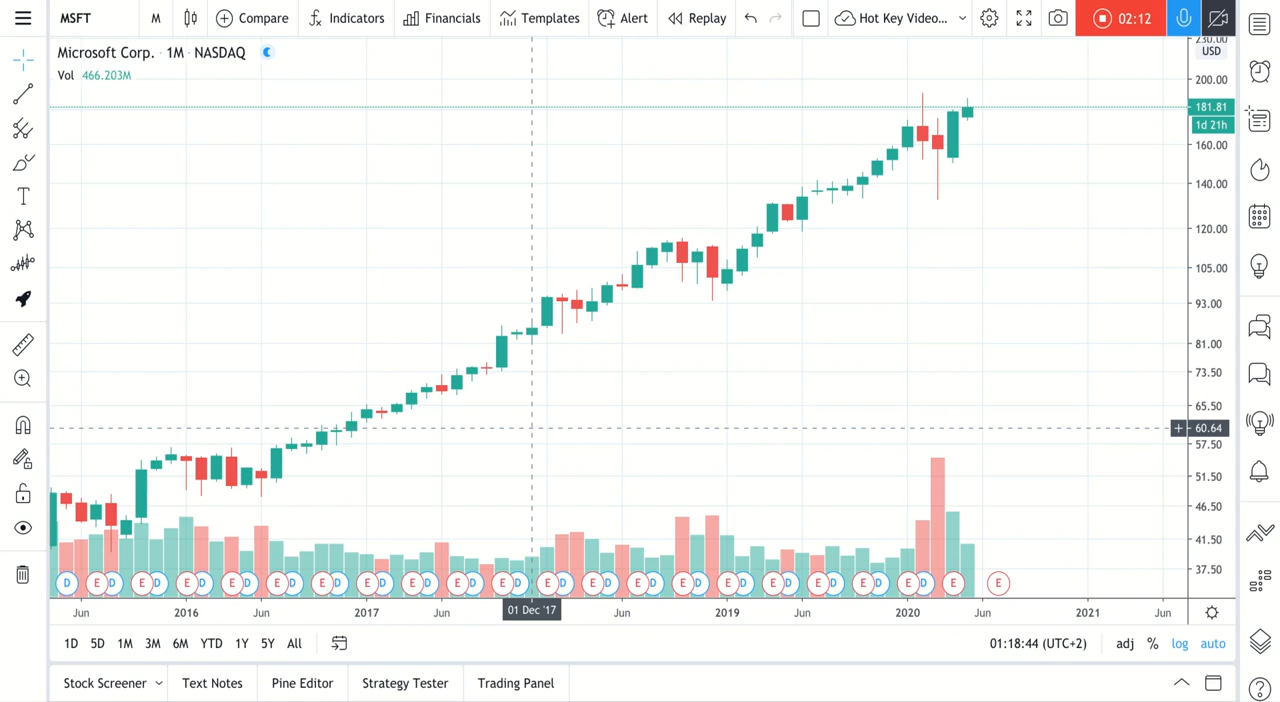 MSFT M Compare Indicators Financials Templates Alert Replay Hot Key Video... 02:12
Microsoft Corp. · 1M · NASDAQ
Vol 466.203M
230.00
USD
200.00
181.81
1d 21h
160.00
140.00
120.00
105.00
93.00
81.00
73.50
65.50
60.64
57.50
51.50
46.50
41.50
37.50
D E D E D E D E D E D E D E D E D E D E D E D E D E D E D E D E D E D E D E D E E
Jun 2016 Jun 2017 Jun 01 Dec '17 Jun 2019 Jun 2020 Jun 2021 Jun
1D 5D 1M 3M 6M YTD 1Y 5Y All 01:18:44 (UTC+2) adj % log auto
Stock Screener Text Notes Pine Editor Strategy Tester Trading Panel